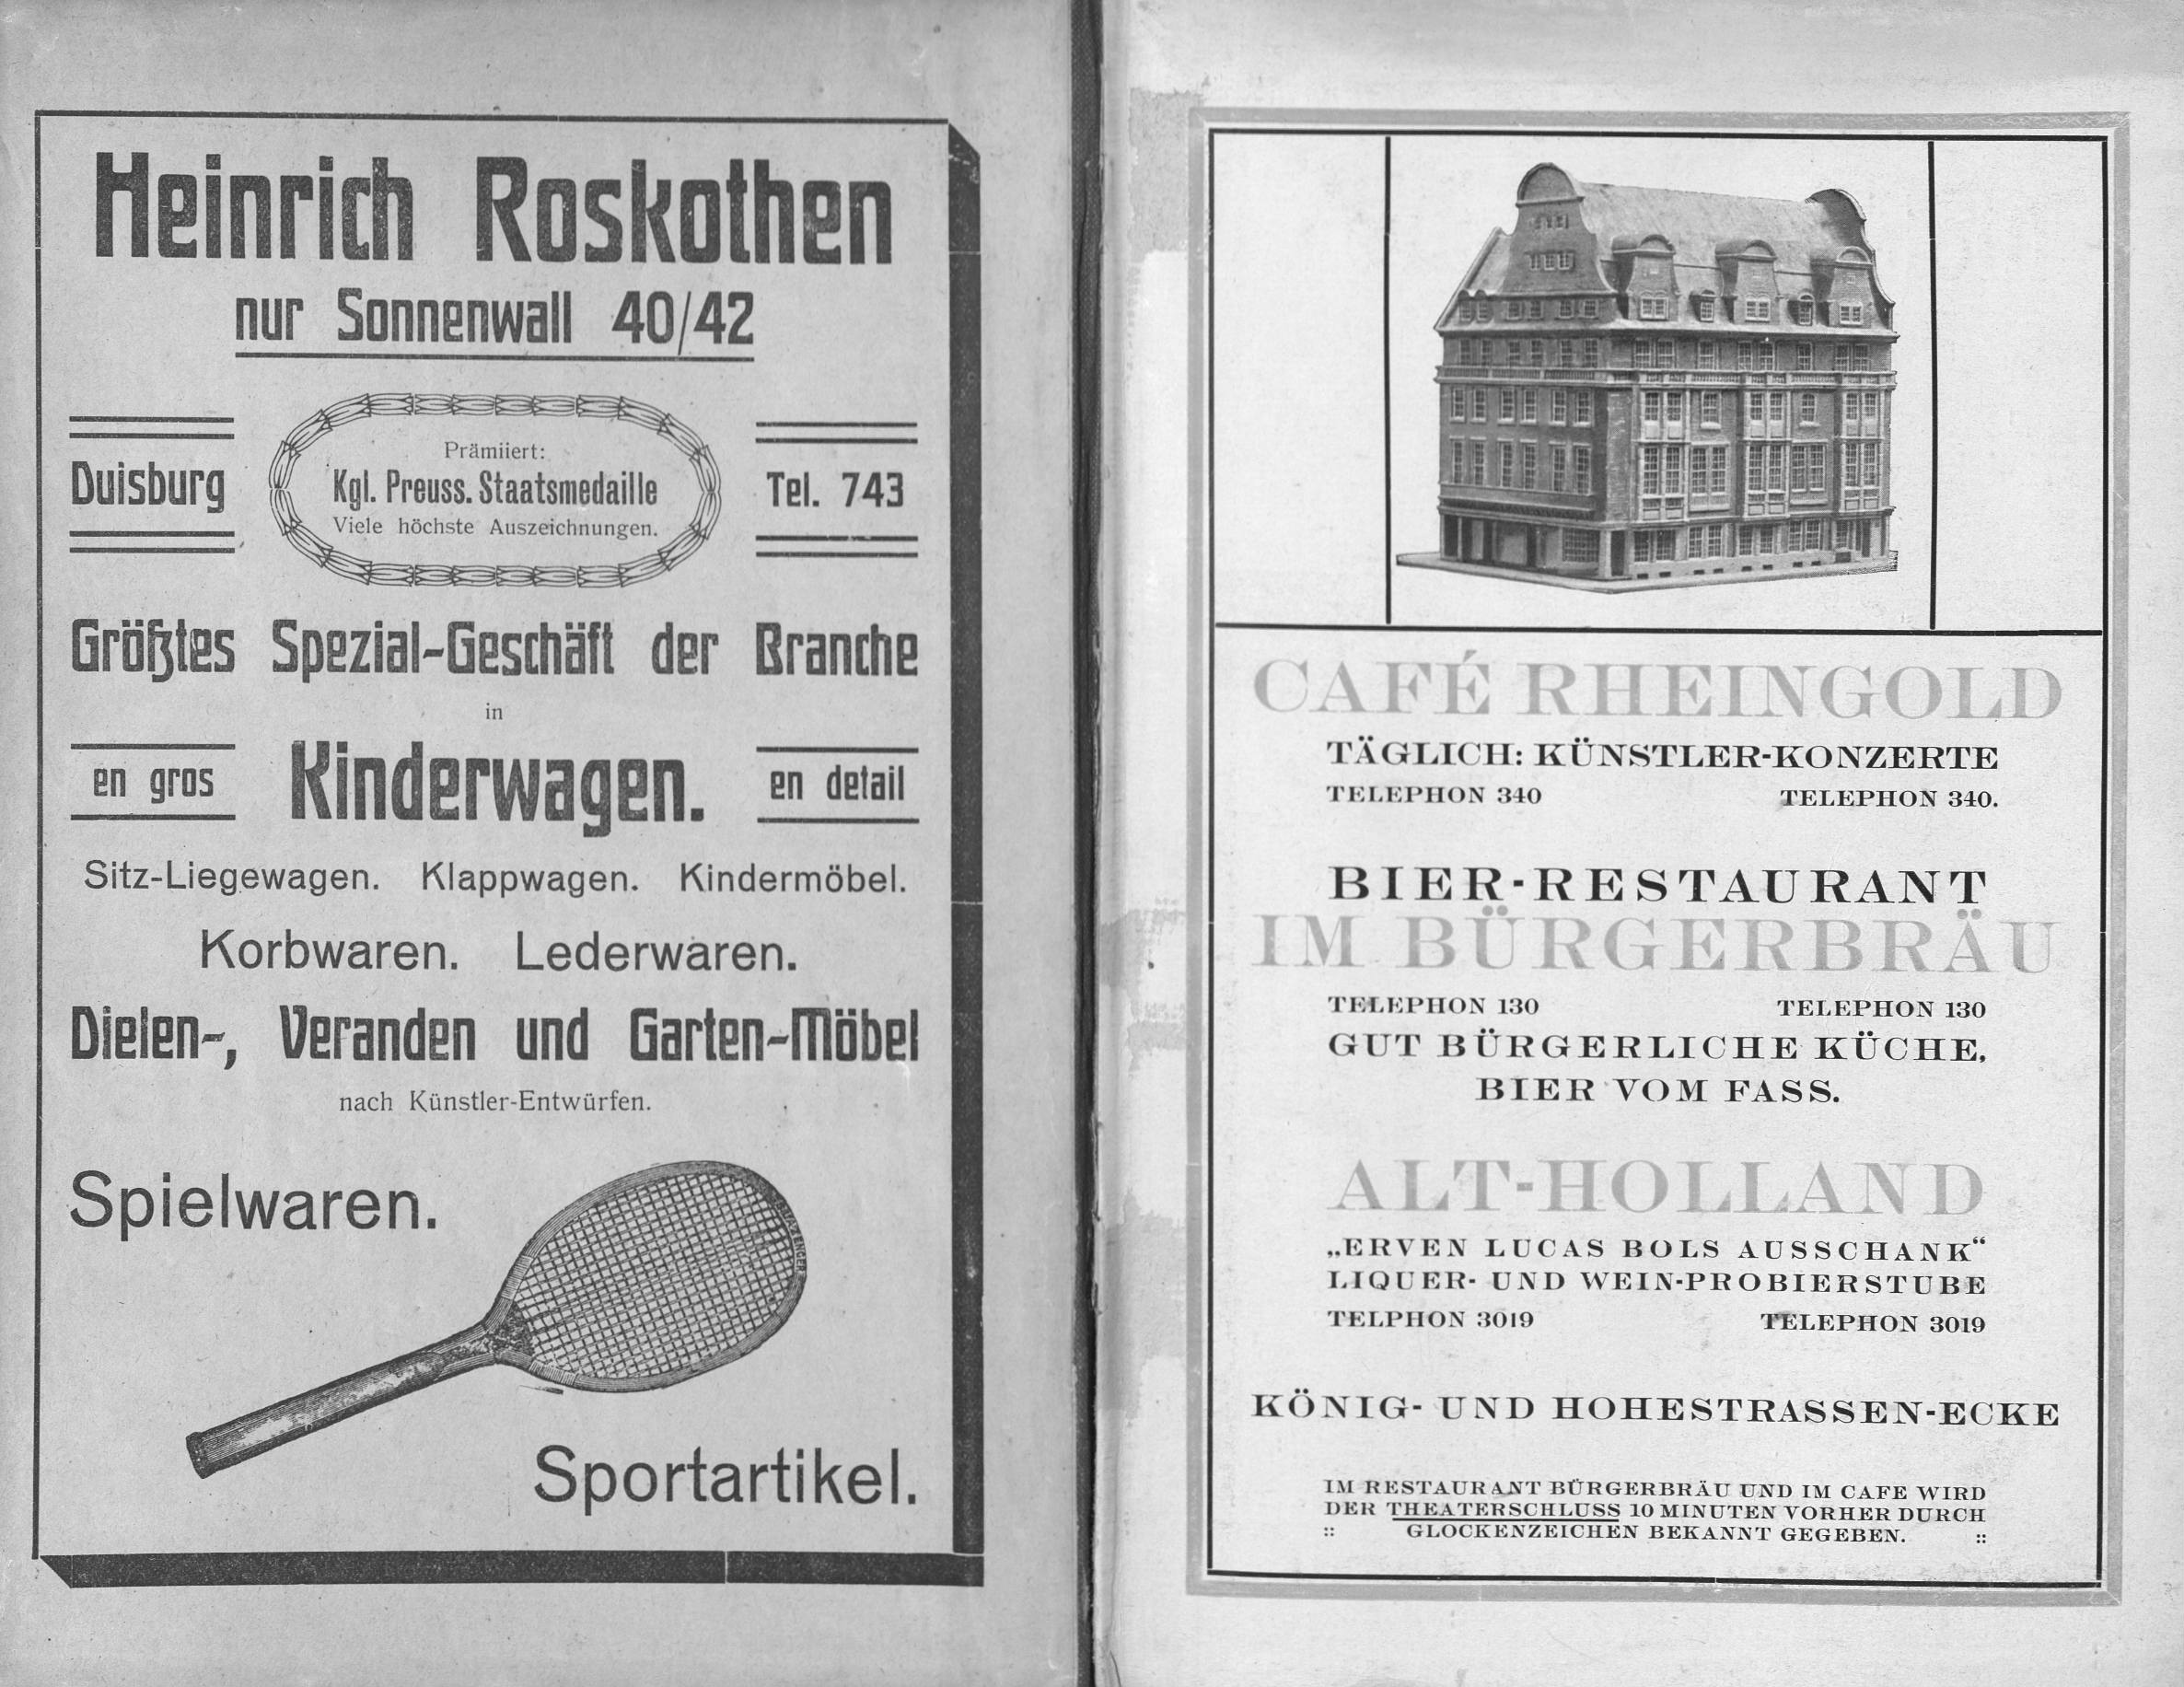 Heinrich Roskothen
nur Sonnenwall 40/42
Duisburg
Prämiiert:
Kgl. Preuss. Staatsmedaille
Viele höchste Auszeichnungen.
Tel. 743
Größtes Spezial-Geschäft der Branche
in
en gros
Kinderwagen.
en detail
Sitz-Liegewagen. Klappwagen. Kindermöbel.
Korbwaren. Lederwaren.
Dielen-, Veranden und Garten-Möbel
nach Künstler-Entwürfen.
Spielwaren.
SLAZENGER
Sportartikel.
CAFÉ RHEINGOLD
TÄGLICH: KÜNSTLER-KONZERTE
TELEPHON 340 TELEPHON 340.
BIER-RESTAURANT
IM BÜRGERBRÄU
TELEPHON 130 TELEPHON 130
GUT BÜRGERLICHE KÜCHE,
BIER VOM FASS.
ALT-HOLLAND
„ERVEN LUCAS BOLS AUSSCHANK“
LIQUER- UND WEIN-PROBIERSTUBE
TELPHON 3019 TELEPHON 3019
KÖNIG- UND HOHESTRASSEN-ECKE
IM RESTAURANT BÜRGERBRÄU UND IM CAFE WIRD
DER THEATERSCHLUSS 10 MINUTEN VORHER DURCH
:: GLOCKENZEICHEN BEKANNT GEGEBEN. ::